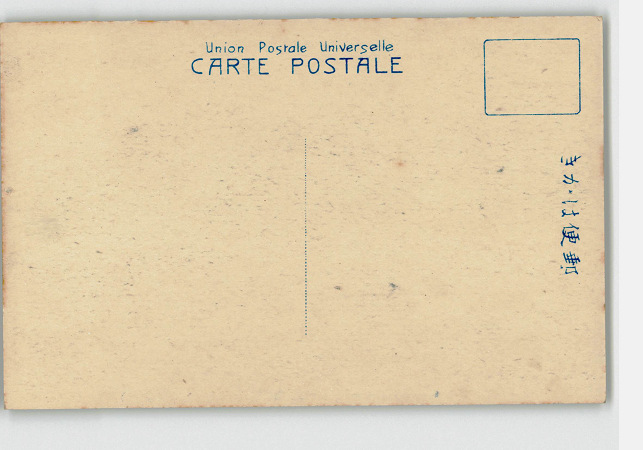 Union Postale Universelle
CARTE POSTALE
郵便はがき